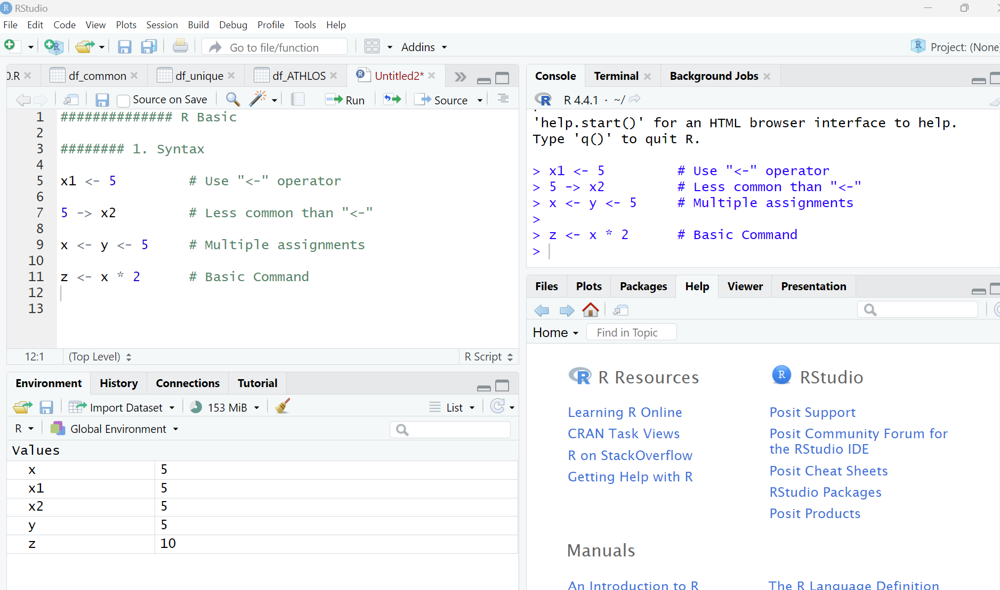 RStudio
File Edit Code View Plots Session Build Debug Profile Tools Help
Go to file/function Addins Project: (None)
0.R df_common df_unique df_ATHLOS Untitled2*
Source on Save Run Source
1 ############## R Basic
2
3 ######## 1. Syntax
4
5 x1 <- 5 # Use "<-" operator
6
7 5 -> x2 # Less common than "<-"
8
9 x <- y <- 5 # Multiple assignments
10
11 z <- x * 2 # Basic Command
12
13
12:1 (Top Level) R Script
Environment History Connections Tutorial
Import Dataset 153 MiB List
R Global Environment
Values
x 5
x1 5
x2 5
y 5
z 10
Console Terminal Background Jobs
R 4.4.1 · ~/
'help.start()' for an HTML browser interface to help.
Type 'q()' to quit R.
> x1 <- 5 # Use "<-" operator
> 5 -> x2 # Less common than "<-"
> x <- y <- 5 # Multiple assignments
>
> z <- x * 2 # Basic Command
>
Files Plots Packages Help Viewer Presentation
Home Find in Topic
R Resources
Learning R Online
CRAN Task Views
R on StackOverflow
Getting Help with R
RStudio
Posit Support
Posit Community Forum for
the RStudio IDE
Posit Cheat Sheets
RStudio Packages
Posit Products
Manuals
An Introduction to R
The R Language Definition